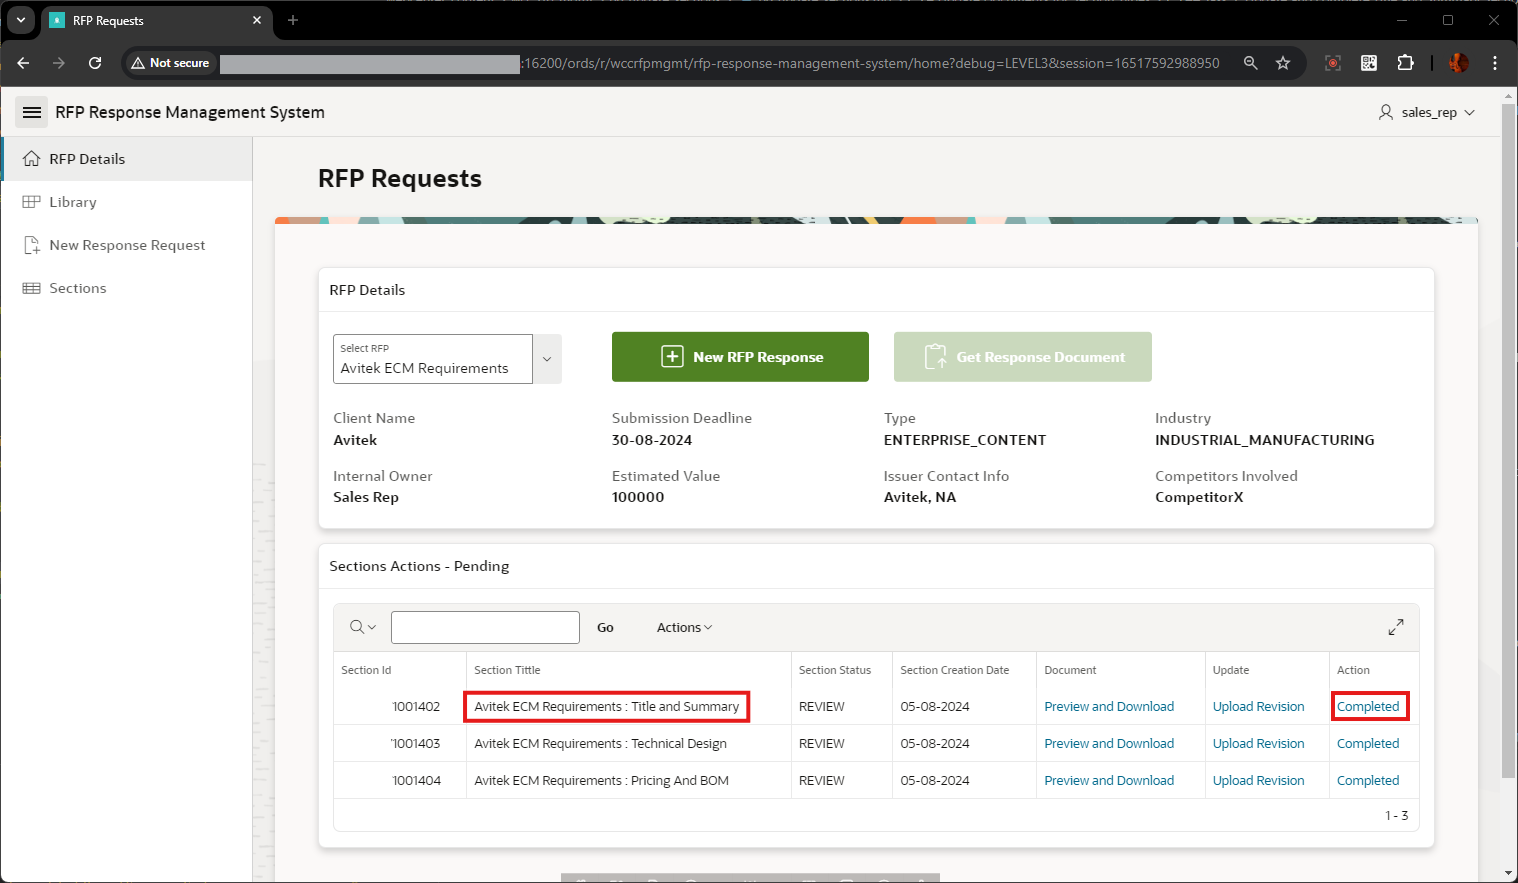 RFP Requests
Not secure
:16200/ords/r/wccrfpmgmt/rfp-response-management-system/home?debug=LEVEL3&session=16517592988950
RFP Response Management System
sales_rep
RFP Details
Library
New Response Request
Sections
RFP Requests
RFP Details
Select RFP
Avitek ECM Requirements
New RFP Response
Get Response Document
Client Name
Avitek
Submission Deadline
30-08-2024
Type
ENTERPRISE_CONTENT
Industry
INDUSTRIAL_MANUFACTURING
Internal Owner
Sales Rep
Estimated Value
100000
Issuer Contact Info
Avitek, NA
Competitors Involved
CompetitorX
Sections Actions - Pending
Go Actions
Section Id Section Tittle Section Status Section Creation Date Document Update Action
1001402 Avitek ECM Requirements : Title and Summary REVIEW 05-08-2024 Preview and Download Upload Revision Completed
1001403 Avitek ECM Requirements : Technical Design REVIEW 05-08-2024 Preview and Download Upload Revision Completed
1001404 Avitek ECM Requirements : Pricing And BOM REVIEW 05-08-2024 Preview and Download Upload Revision Completed
1 - 3